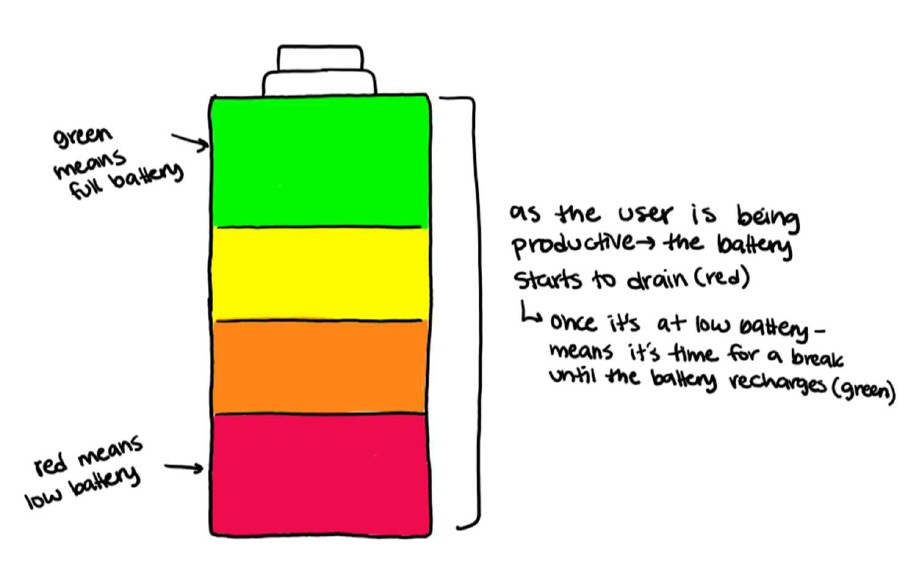 green
means
full battery
as the user is being
productive→ the battery
starts to drain (red)
↳ once it's at low battery-
means it's time for a break
until the battery recharges (green)
red means
low battery